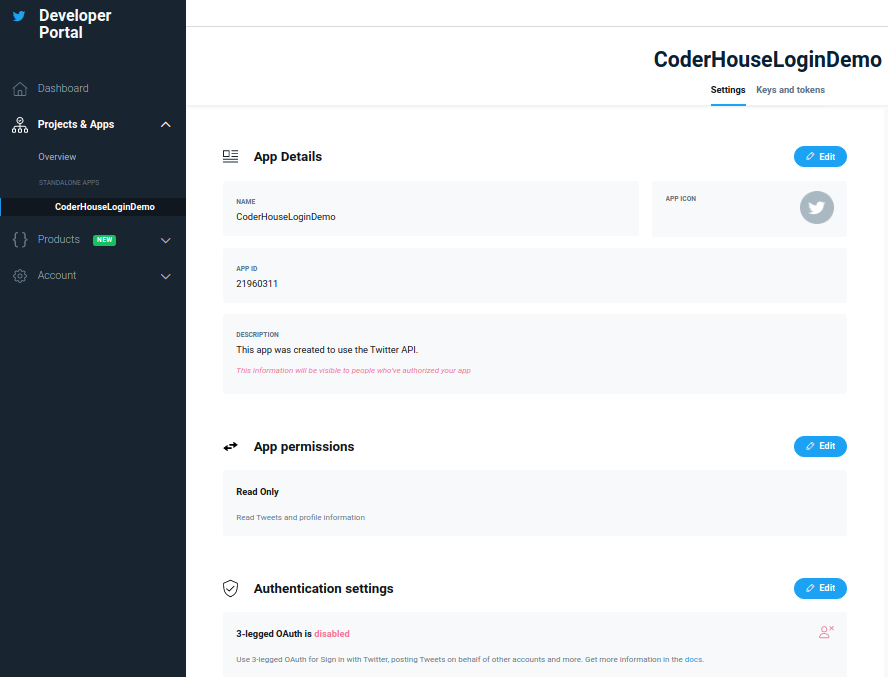 Developer
Portal
Dashboard
Projects & Apps
Overview
STANDALONE APPS
CoderHouseLoginDemo
Products NEW
Account
CoderHouseLoginDemo
Settings Keys and tokens
App Details
Edit
NAME
CoderHouseLoginDemo
APP ICON
APP ID
21960311
DESCRIPTION
This app was created to use the Twitter API.
This information will be visible to people who've authorized your app
App permissions
Edit
Read Only
Read Tweets and profile information
Authentication settings
Edit
3-legged OAuth is disabled
Use 3-legged OAuth for Sign in with Twitter, posting Tweets on behalf of other accounts and more. Get more information in the docs.